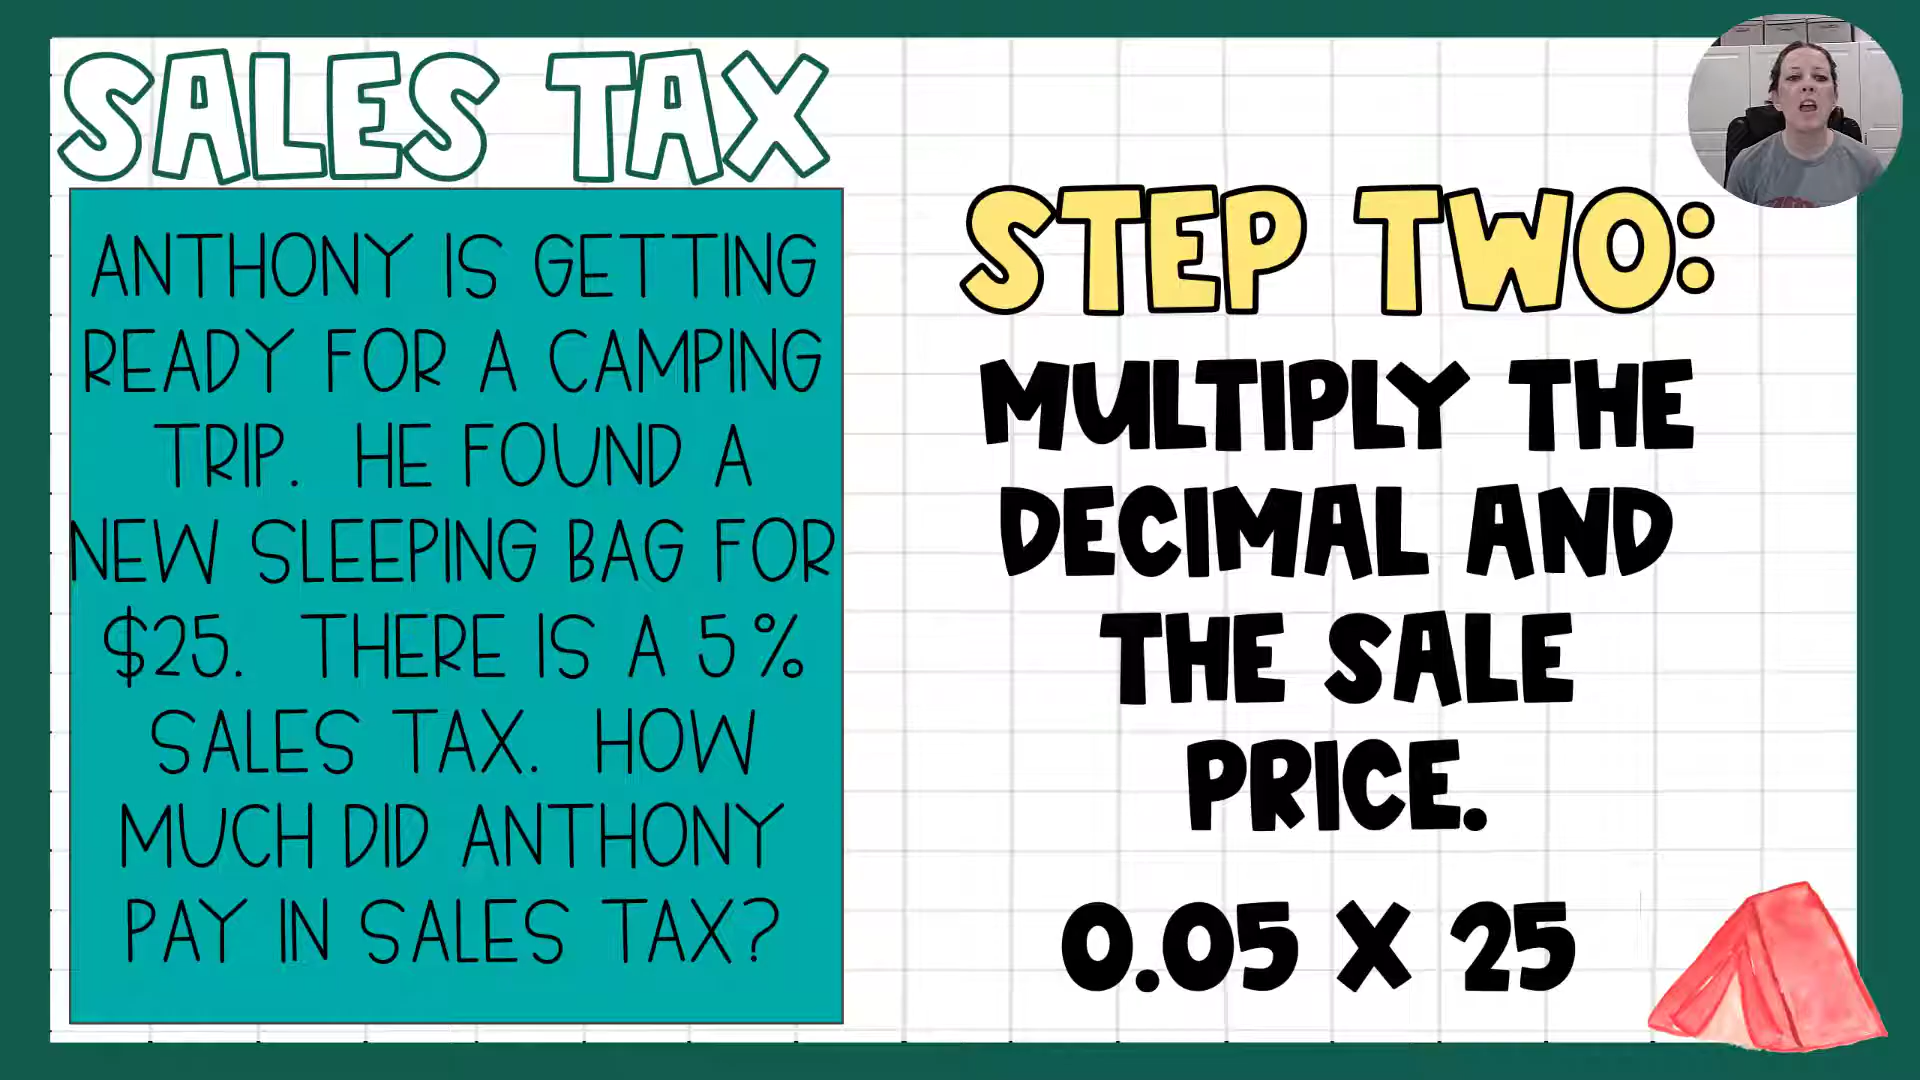 SALES TAX
ANTHONY IS GETTING
READY FOR A CAMPING
TRIP. HE FOUND A
NEW SLEEPING BAG FOR
$25. THERE IS A 5%
SALES TAX. HOW
MUCH DID ANTHONY
PAY IN SALES TAX?
STEP TWO:
MULTIPLY THE
DECIMAL AND
THE SALE
PRICE.
0.05 X 25